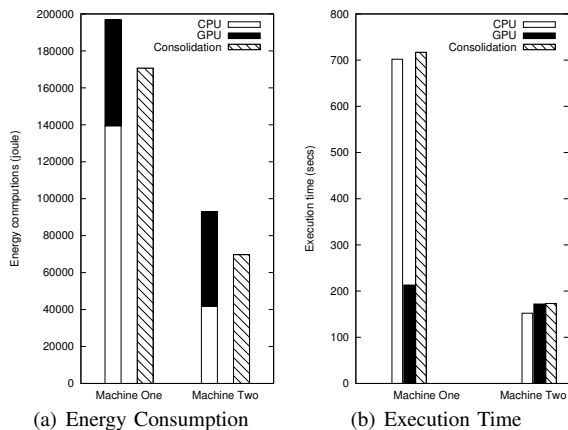 200000
180000
160000
140000
120000
100000
80000
60000
40000
20000
0
Energy conmputions (joule)
CPU
GPU
Consolidation
Machine One
Machine Two
(a) Energy Consumption
800
700
600
500
400
300
200
100
0
Execution time (secs)
CPU
GPU
Consolidation
Machine One
Machine Two
(b) Execution Time